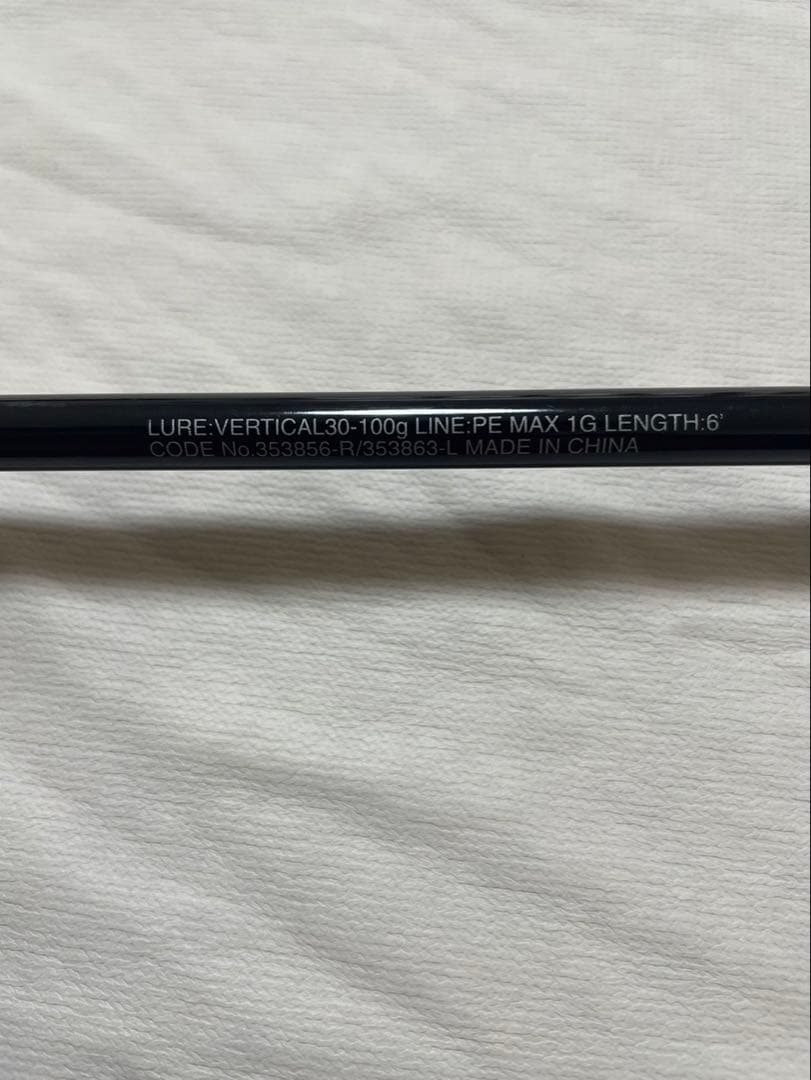 LURE:VERTICAL30-100g LINE:PE MAX 1G LENGTH:6'
CODE No.353856-R/353863-L MADE IN CHINA